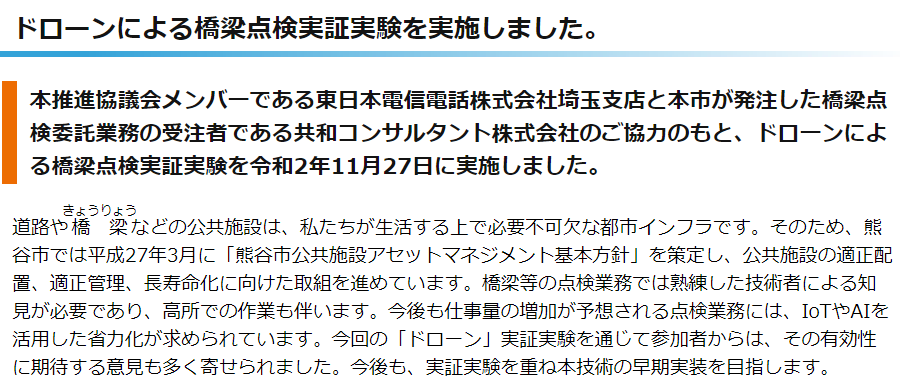 ドローンによる橋梁点検実証実験を実施しました。
本推進協議会メンバーである東日本電信電話株式会社埼玉支店と本市が発注した橋梁点
検委託業務の受注者である共和コンサルタント株式会社のご協力のもと、ドローンによ
る橋梁点検実証実験を令和2年11月27日に実施しました。
きょうりょう
道路や橋梁などの公共施設は、私たちが生活する上で必要不可欠な都市インフラです。そのため、熊
谷市では平成27年3月に「熊谷市公共施設アセットマネジメント基本方針」を策定し、公共施設の適正配
置、適正管理、長寿命化に向けた取組を進めています。橋梁等の点検業務では熟練した技術者による知
見が必要であり、高所での作業も伴います。今後も仕事量の増加が予想される点検業務には、IoTやAIを
活用した省力化が求められています。今回の「ドローン」実証実験を通じて参加者からは、その有効性
に期待する意見も多く寄せられました。今後も、実証実験を重ね本技術の早期実装を目指します。